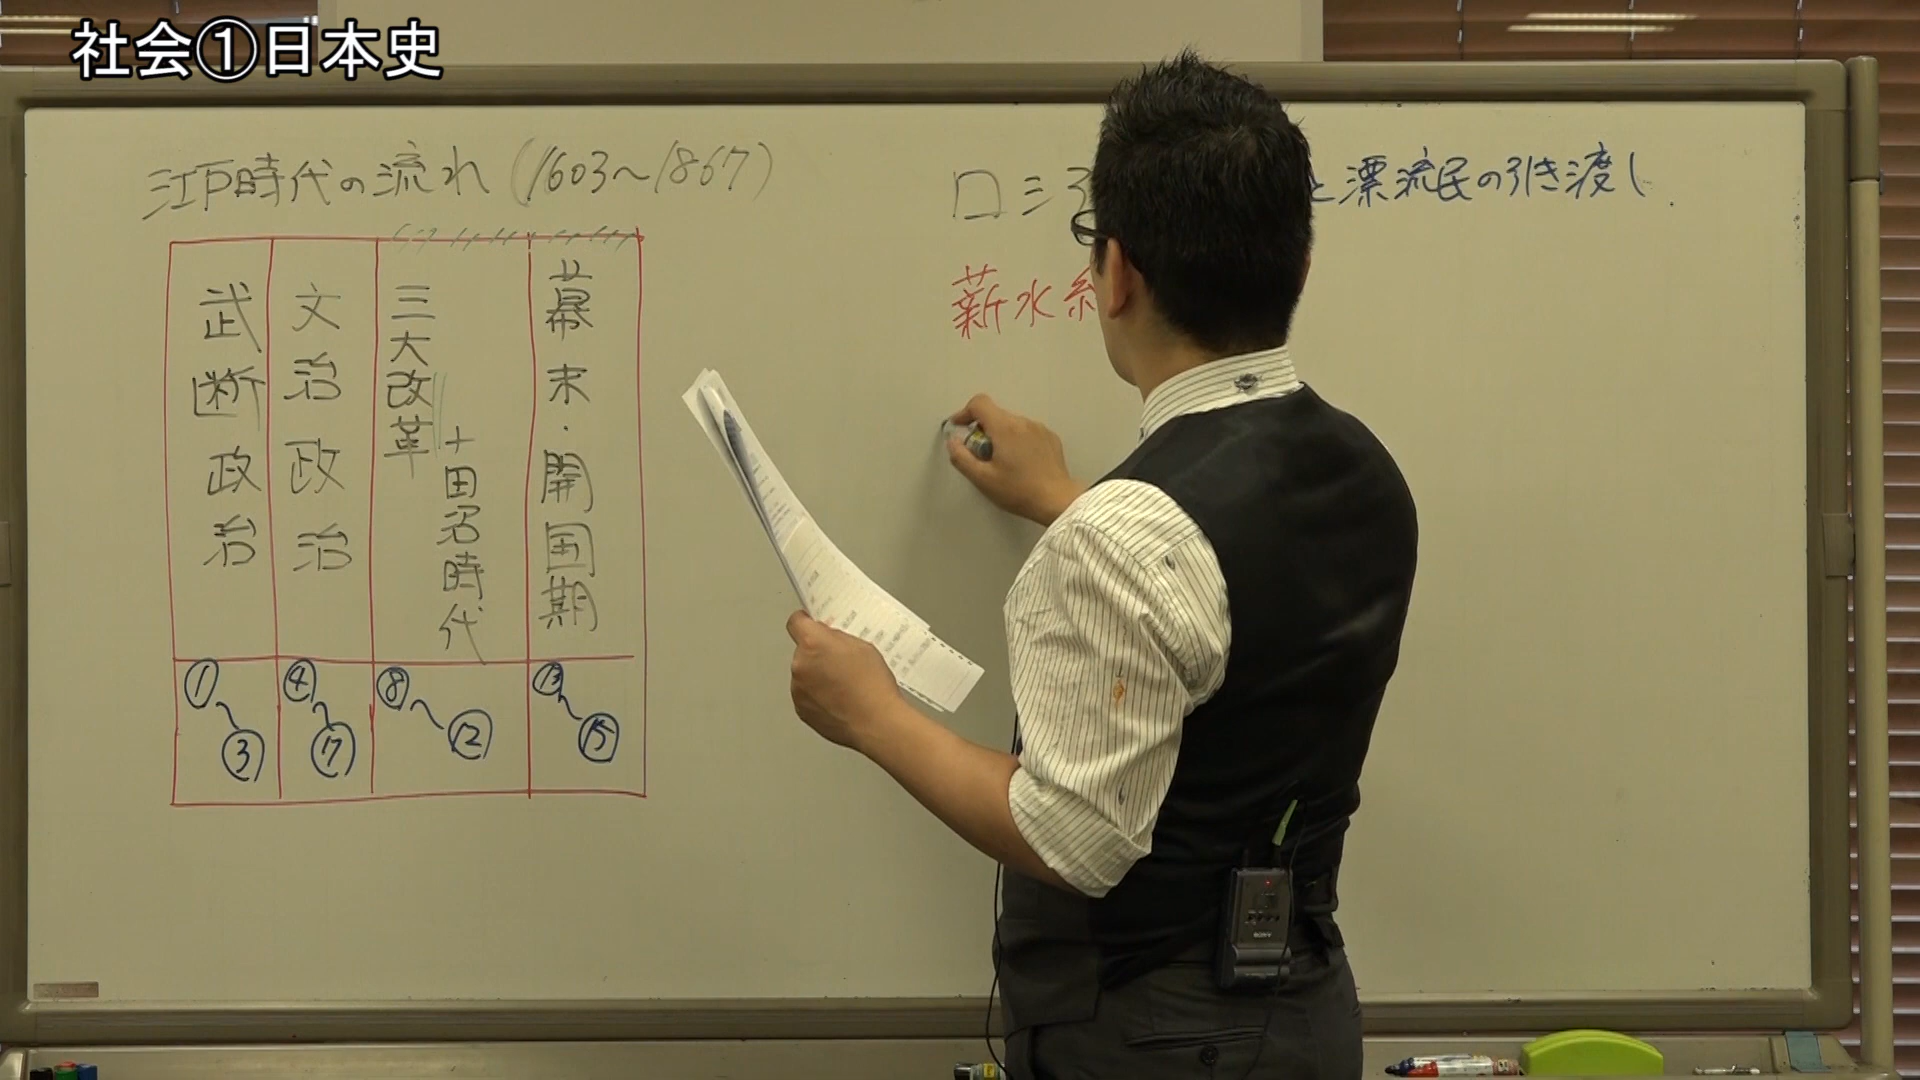 社会①日本史
江戸時代の流れ (1603～1867)
武断政治
文治政治
三大改革
＋田沼時代
幕末・開国期
①～③
④～⑰
⑧～⑫
⑬～⑮
ロシア
と漂流民の引き渡し
薪水給
SONY